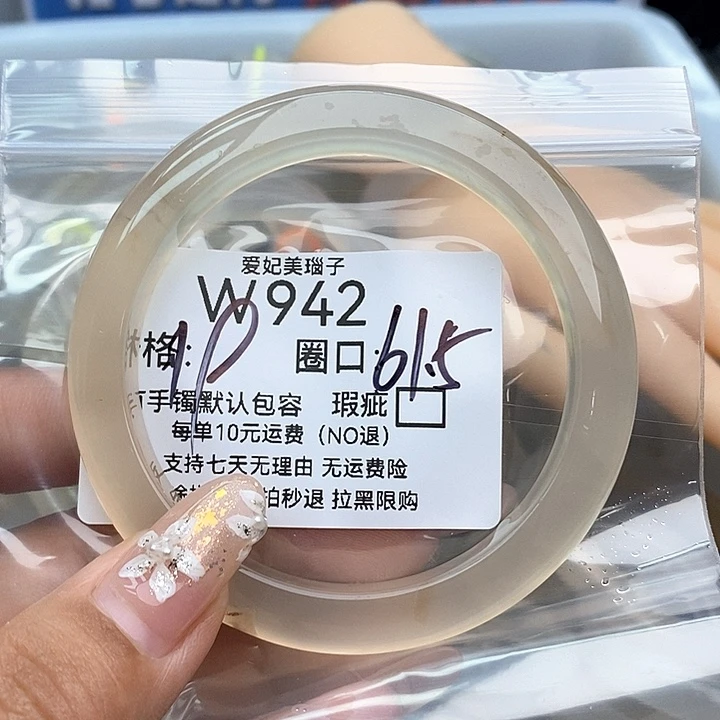 爱妃美瑙子
W942
格: 圈口: 61.5
手镯默认包容 瑕疵
每单10元运费（NO退）
支持七天无理由 无运费险
拍秒退 拉黑限购